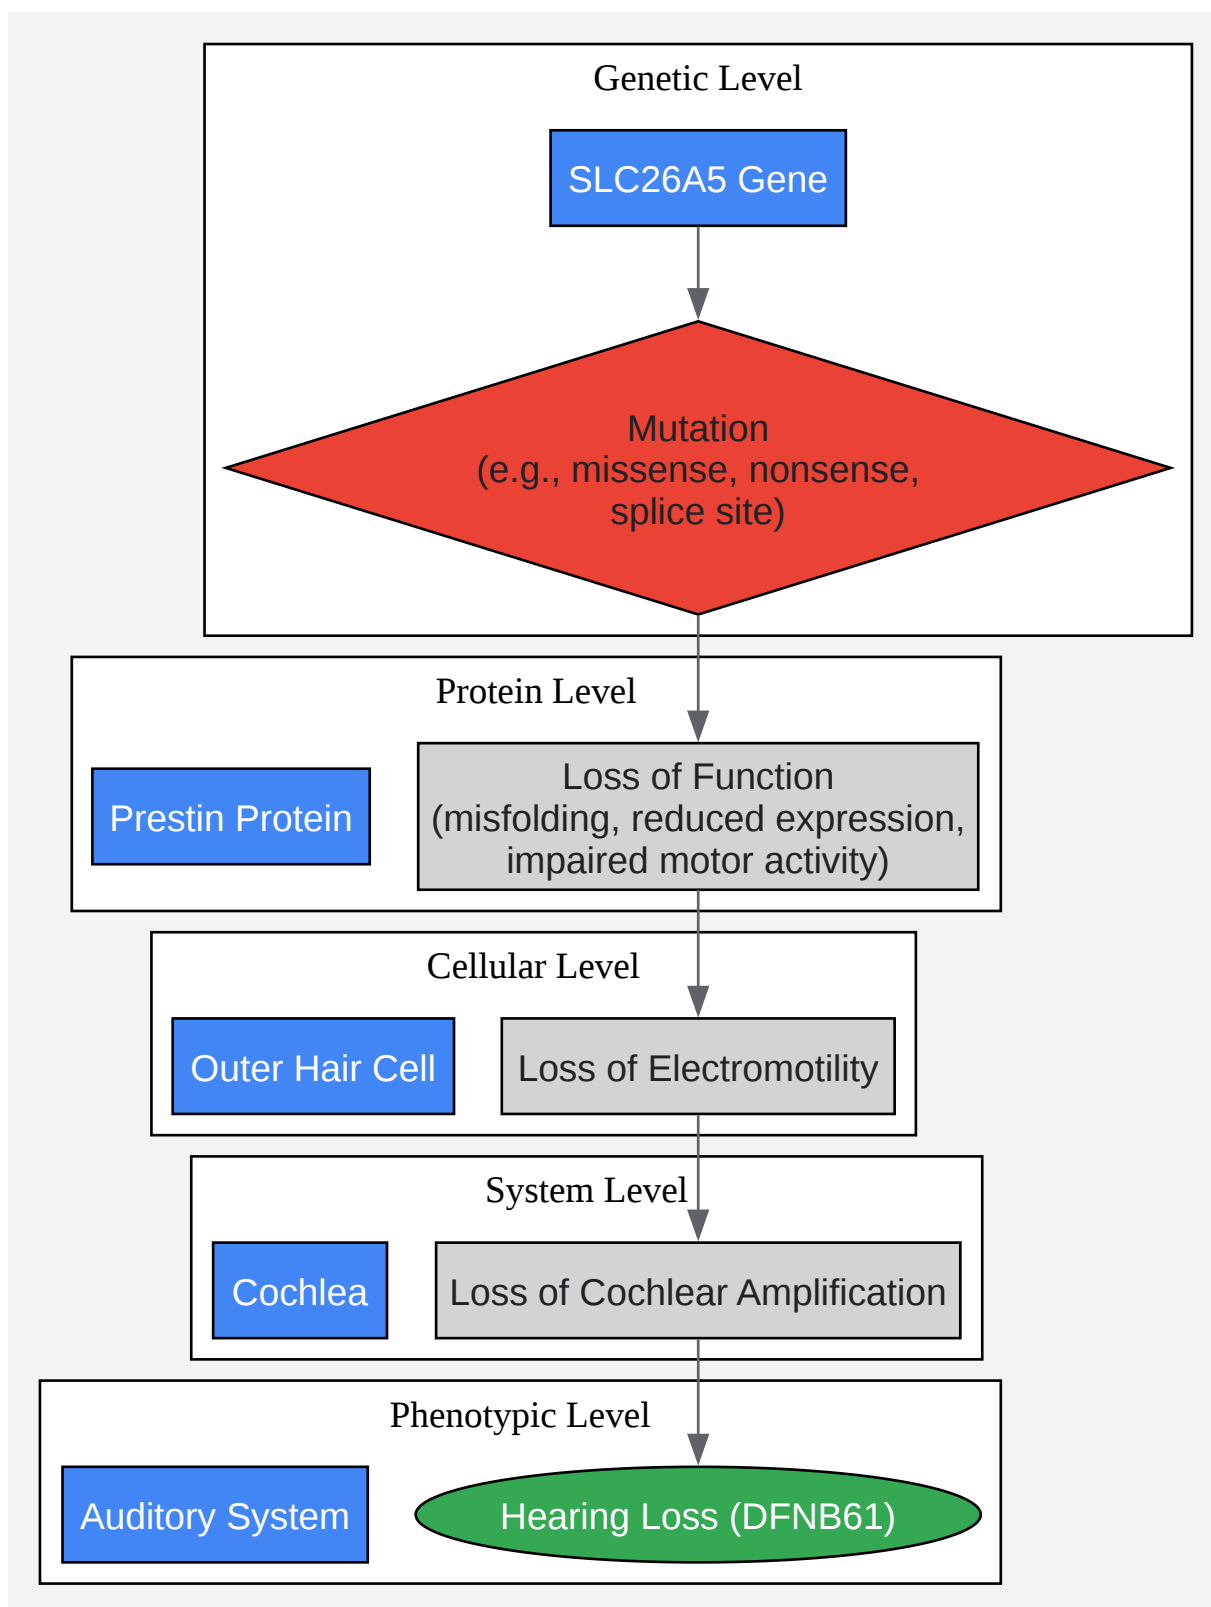 Genetic Level
SLC26A5 Gene
Mutation
(e.g., missense, nonsense,
splice site)
Protein Level
Prestin Protein
Loss of Function
(misfolding, reduced expression,
impaired motor activity)
Cellular Level
Outer Hair Cell
Loss of Electromotility
System Level
Cochlea
Loss of Cochlear Amplification
Phenotypic Level
Auditory System
Hearing Loss (DFNB61)